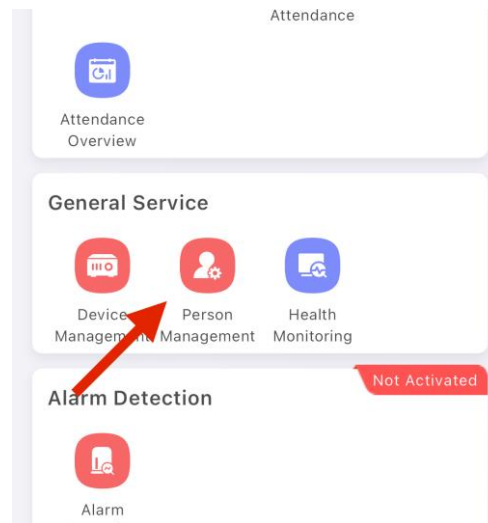 Attendance
Attendance
Overview
General Service
Device
Person
Health
Management
Management
Monitoring
Not Activated
Alarm Detection
Alarm